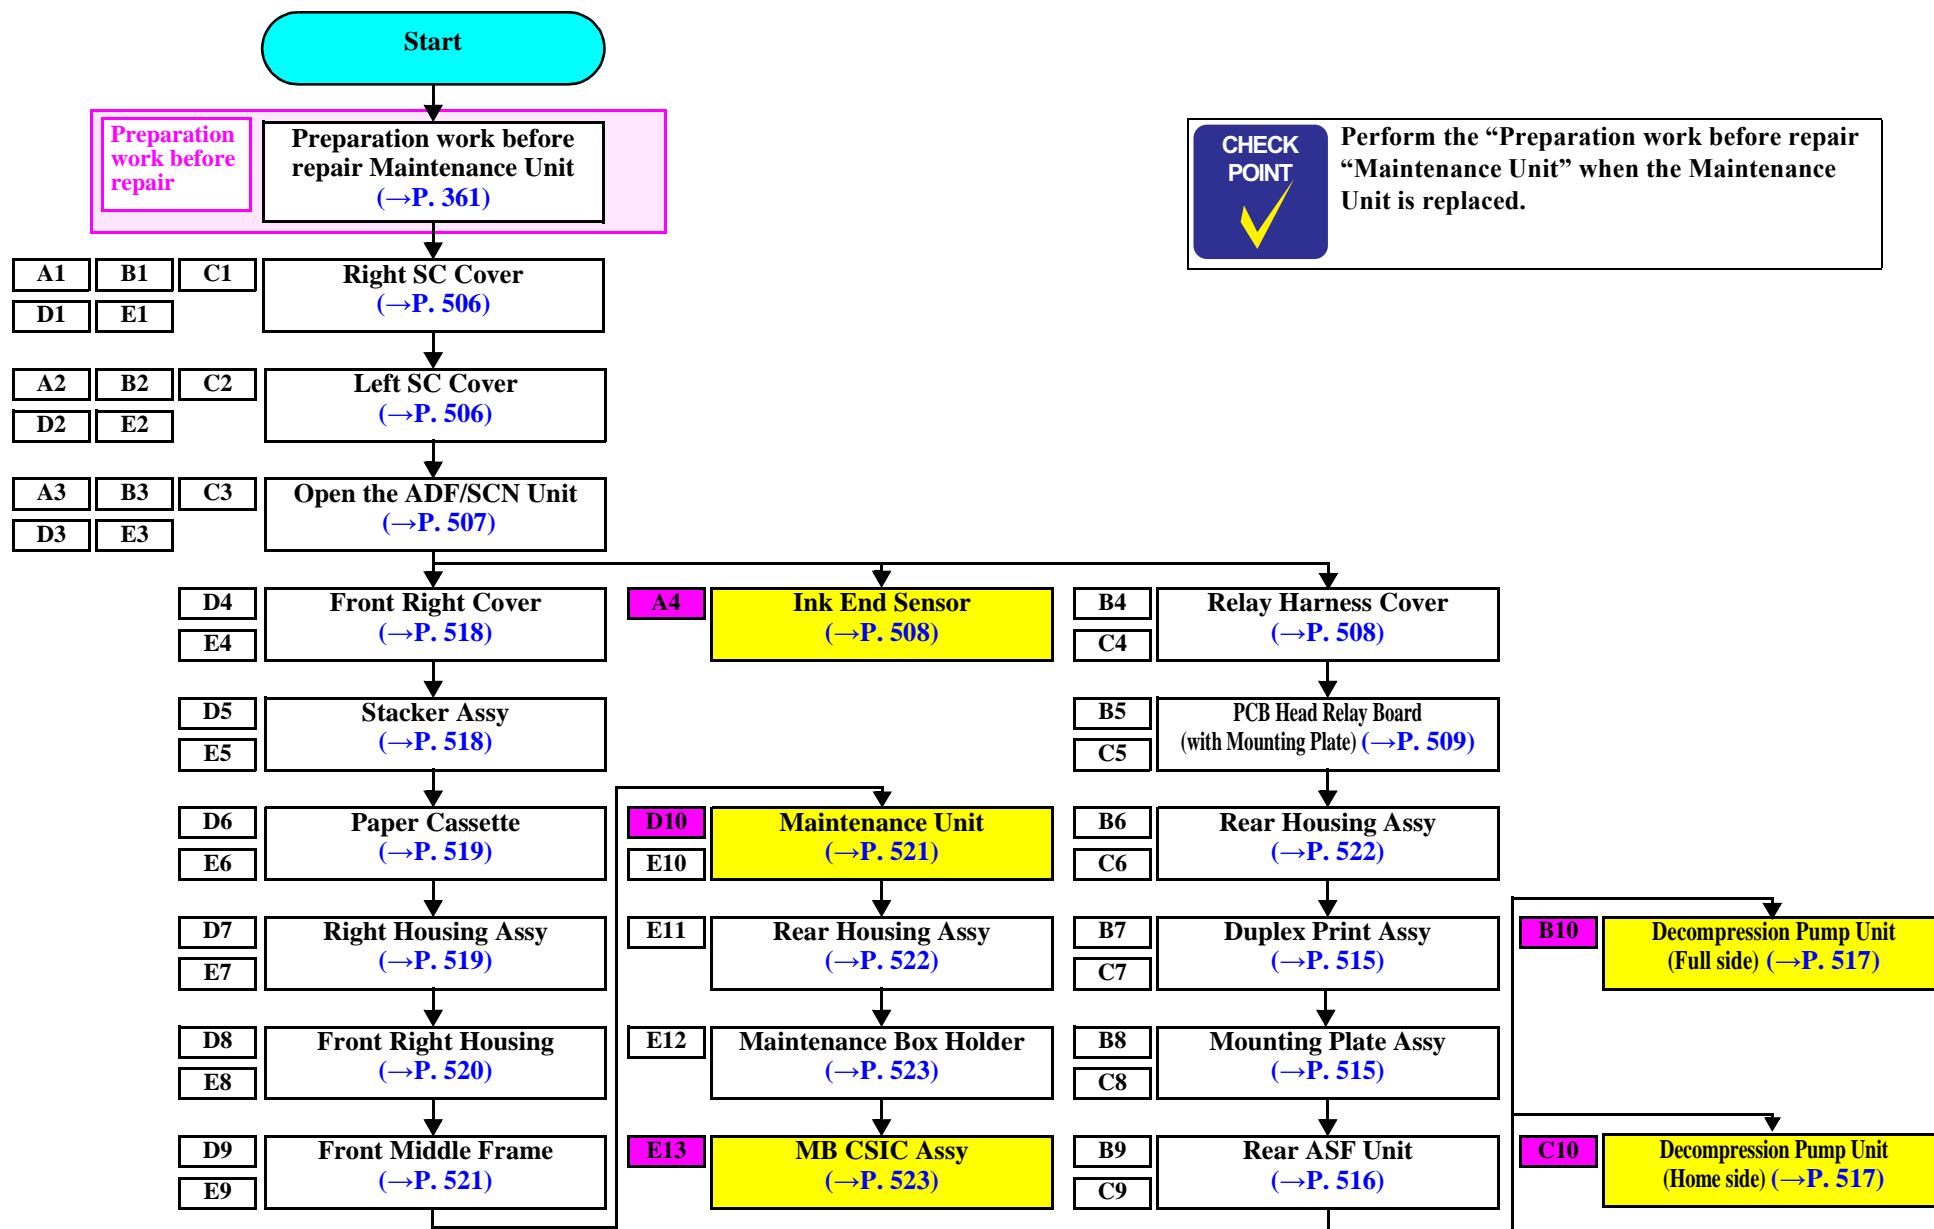 Start
Preparation
work before
repair
Preparation work before
repair Maintenance Unit
(→P. 361)
CHECK
POINT
Perform the “Preparation work before repair
“Maintenance Unit” when the Maintenance
Unit is replaced.
A1 B1 C1
D1 E1
Right SC Cover
(→P. 506)
A2 B2 C2
D2 E2
Left SC Cover
(→P. 506)
A3 B3 C3
D3 E3
Open the ADF/SCN Unit
(→P. 507)
D4
E4
Front Right Cover
(→P. 518)
A4
Ink End Sensor
(→P. 508)
B4
C4
Relay Harness Cover
(→P. 508)
D5
E5
Stacker Assy
(→P. 518)
B5
C5
PCB Head Relay Board
(with Mounting Plate) (→P. 509)
D6
E6
Paper Cassette
(→P. 519)
D10
E10
Maintenance Unit
(→P. 521)
B6
C6
Rear Housing Assy
(→P. 522)
D7
E7
Right Housing Assy
(→P. 519)
E11
Rear Housing Assy
(→P. 522)
B7
C7
Duplex Print Assy
(→P. 515)
B10
Decompression Pump Unit
(Full side) (→P. 517)
D8
E8
Front Right Housing
(→P. 520)
E12
Maintenance Box Holder
(→P. 523)
B8
C8
Mounting Plate Assy
(→P. 515)
D9
E9
Front Middle Frame
(→P. 521)
E13
MB CSIC Assy
(→P. 523)
B9
C9
Rear ASF Unit
(→P. 516)
C10
Decompression Pump Unit
(Home side) (→P. 517)